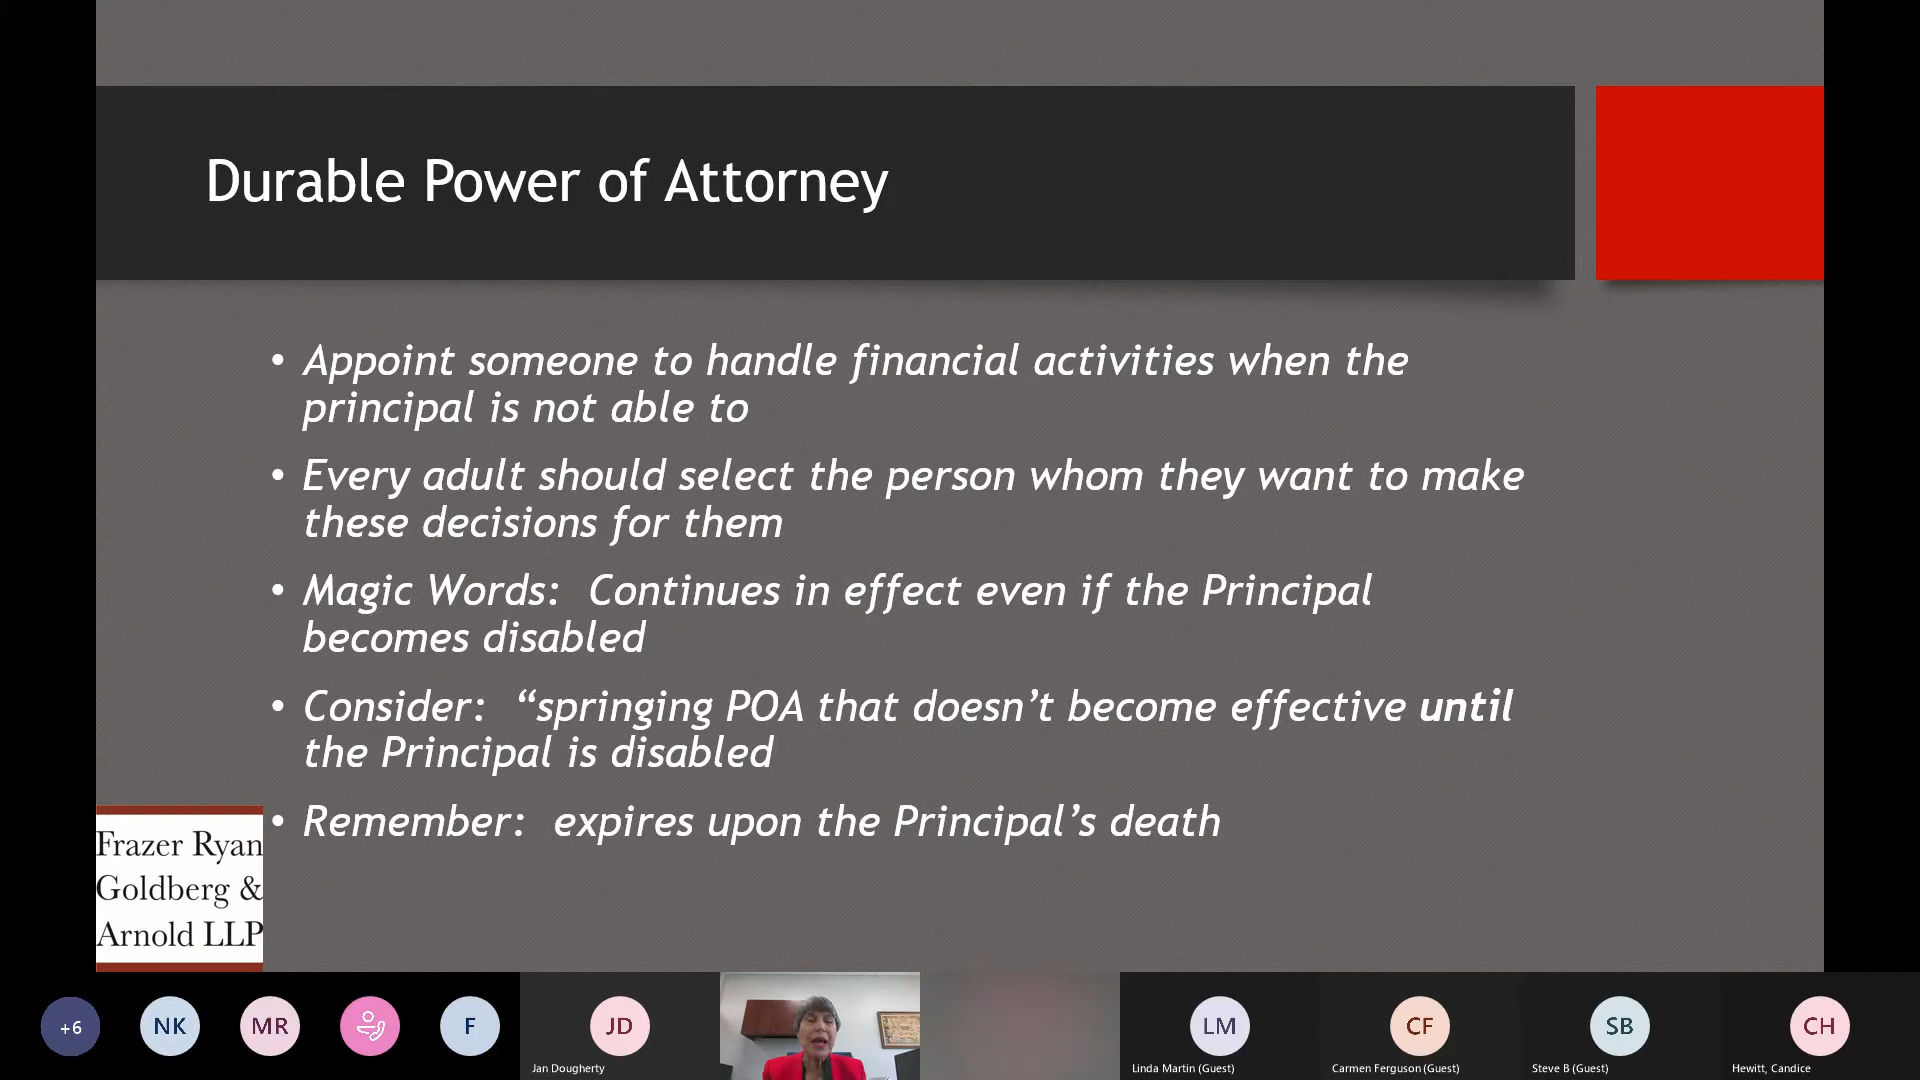 Durable Power of Attorney
• Appoint someone to handle financial activities when the
principal is not able to
• Every adult should select the person whom they want to make
these decisions for them
• Magic Words:  Continues in effect even if the Principal
becomes disabled
• Consider:  “springing POA that doesn’t become effective until
the Principal is disabled
• Remember:  expires upon the Principal’s death
Frazer Ryan
Goldberg &
Arnold LLP
+6
NK
MR
F
JD
LM
CF
SB
CH
Jan Dougherty
Linda Martin (Guest)
Carmen Ferguson (Guest)
Steve B (Guest)
Hewitt, Candice